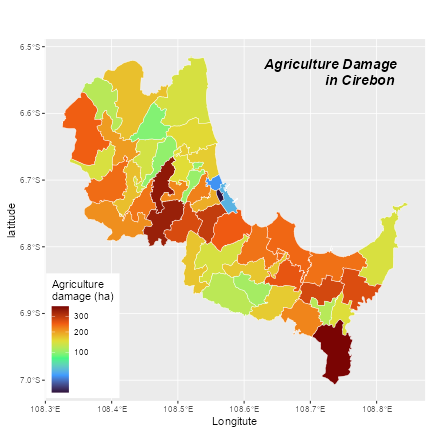 Agriculture Damage
in Cirebon
6.5°S
6.6°S
6.7°S
6.8°S
6.9°S
7.0°S
latitude
Agriculture
damage (ha)
300
200
100
108.3°E 108.4°E 108.5°E 108.6°E 108.7°E 108.8°E
Longitute